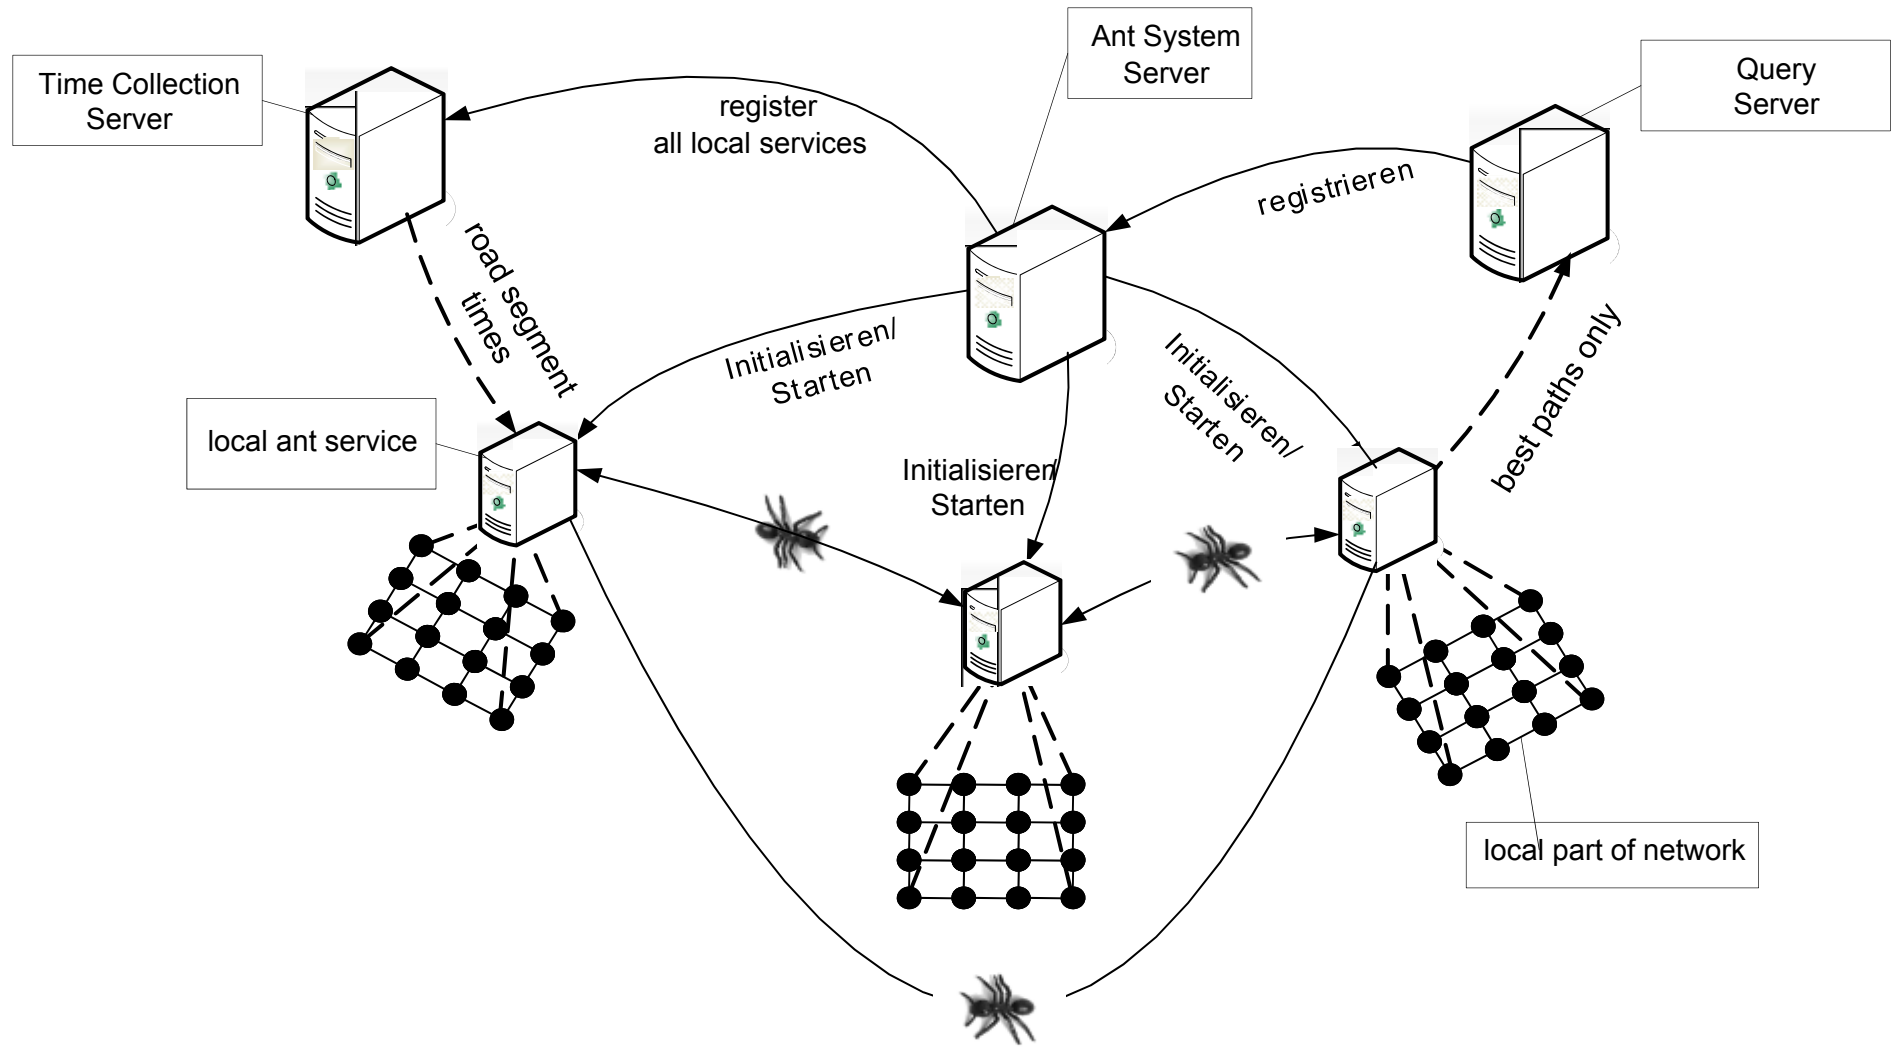 Ant System
Server
Time Collection
Server
Query
Server
register
all local services
registrieren
road segment
times
Initialisieren/
Starten
Initialisieren/
Starten
best paths only
local ant service
Initialisieren/
Starten
local part of network